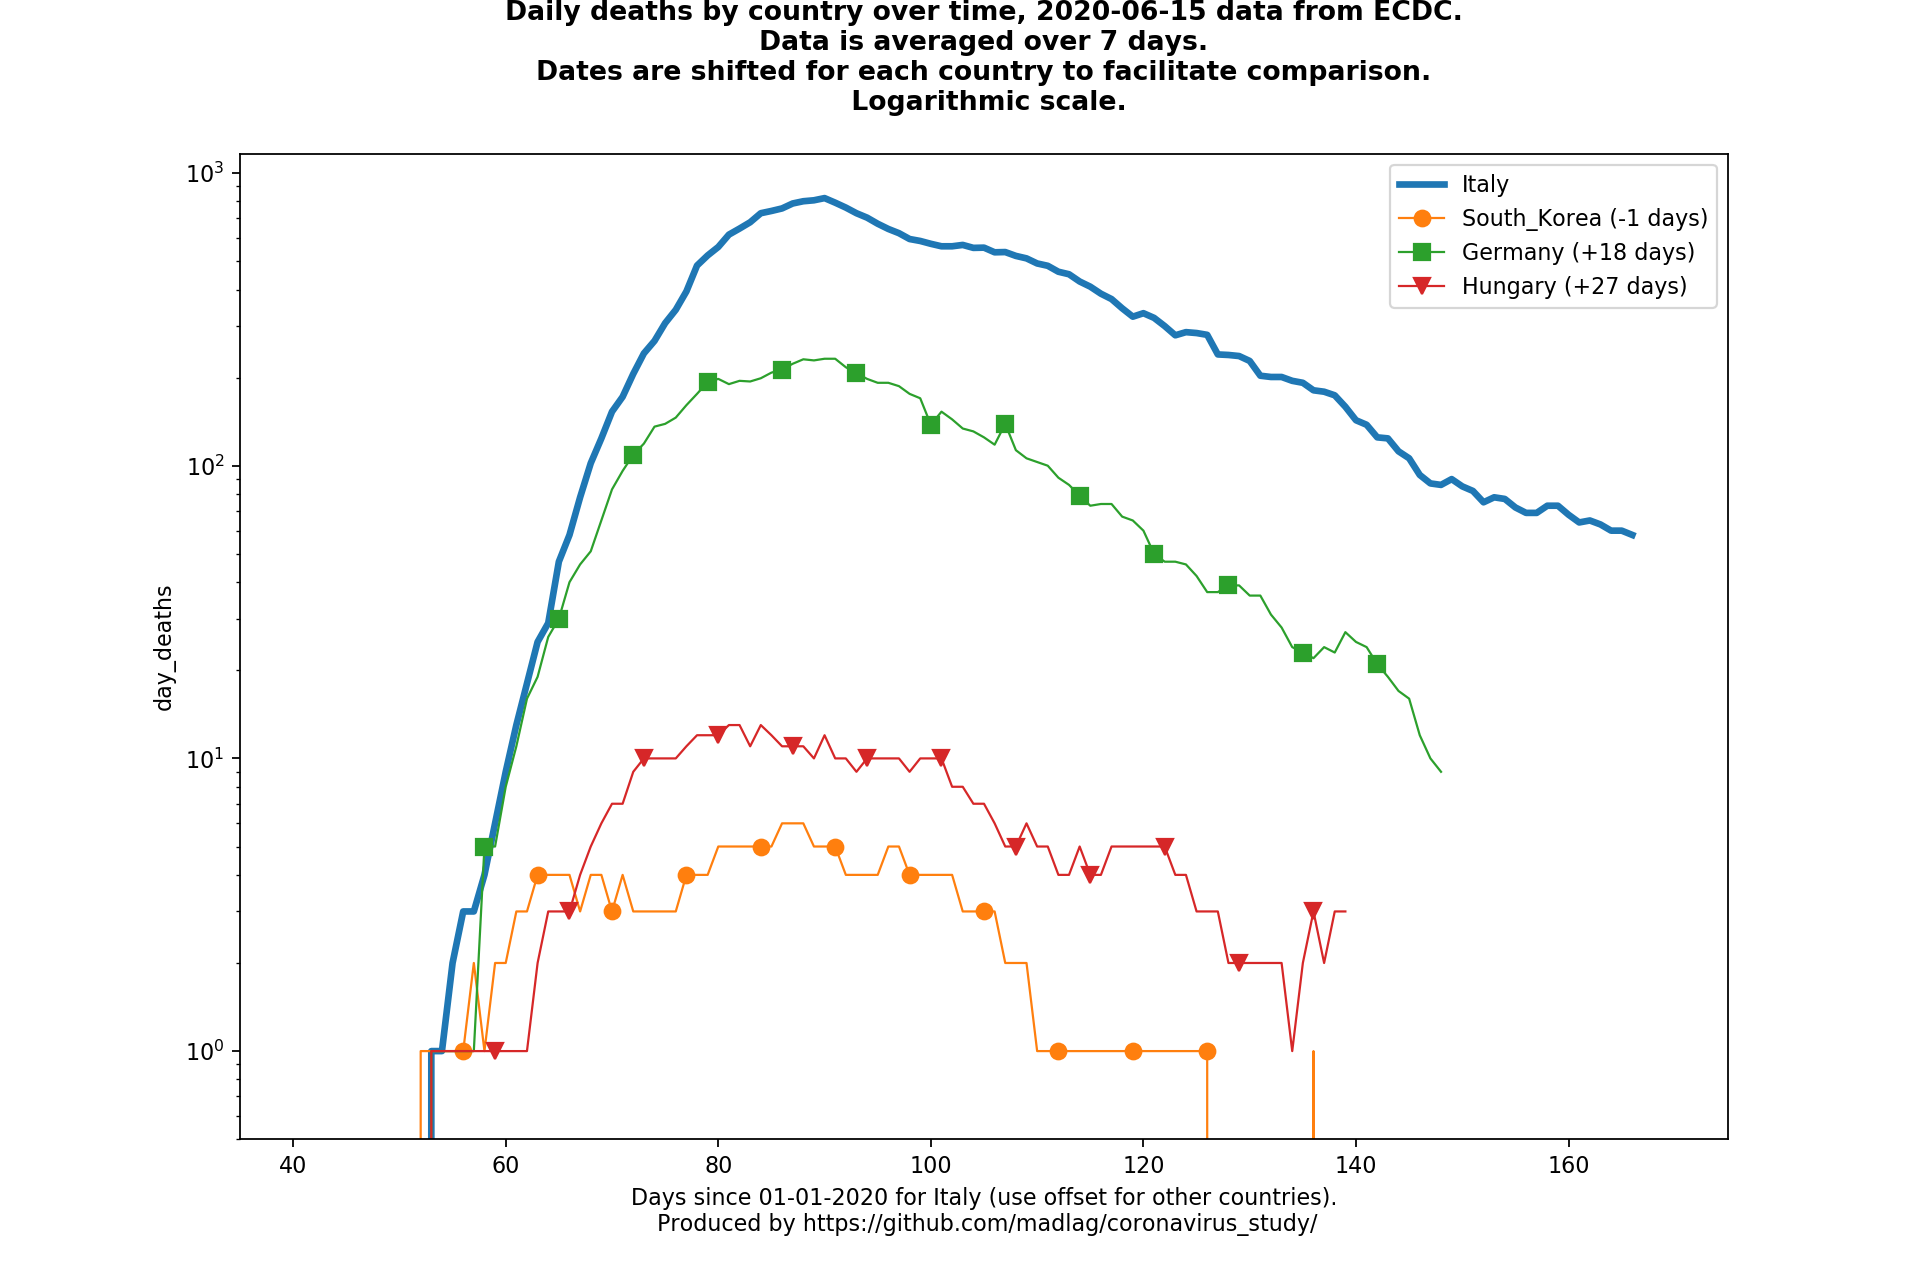 Daily deaths by country over time, 2020-06-15 data from ECDC.
Data is averaged over 7 days.
Dates are shifted for each country to facilitate comparison.
Logarithmic scale.
10³
10²
10¹
10⁰
day_deaths
Italy
South_Korea (-1 days)
Germany (+18 days)
Hungary (+27 days)
40 60 80 100 120 140 160
Days since 01-01-2020 for Italy (use offset for other countries).
Produced by https://github.com/madlag/coronavirus_study/